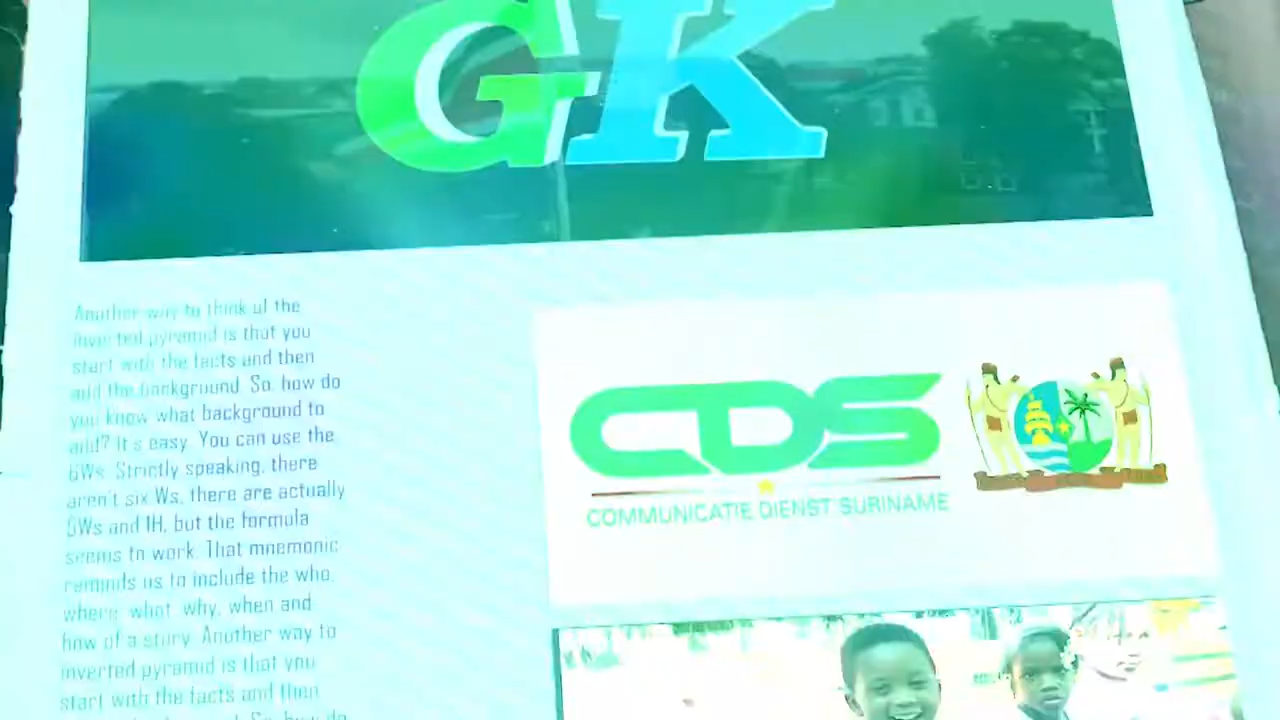 GK
Another way to think of the
inverted pyramid is that you
start with the facts and then
add the background. So, how do
you know what background to
add? It's easy. You can use the
6Ws. Strictly speaking, there
aren't six Ws, there are actually
5Ws and 1H, but the formula
seems to work. That mnemonic
reminds us to include the who,
where, what, why, when and
how of a story. Another way to
inverted pyramid is that you
start with the facts and then
So, how do
CDS
COMMUNICATIE DIENST SURINAME